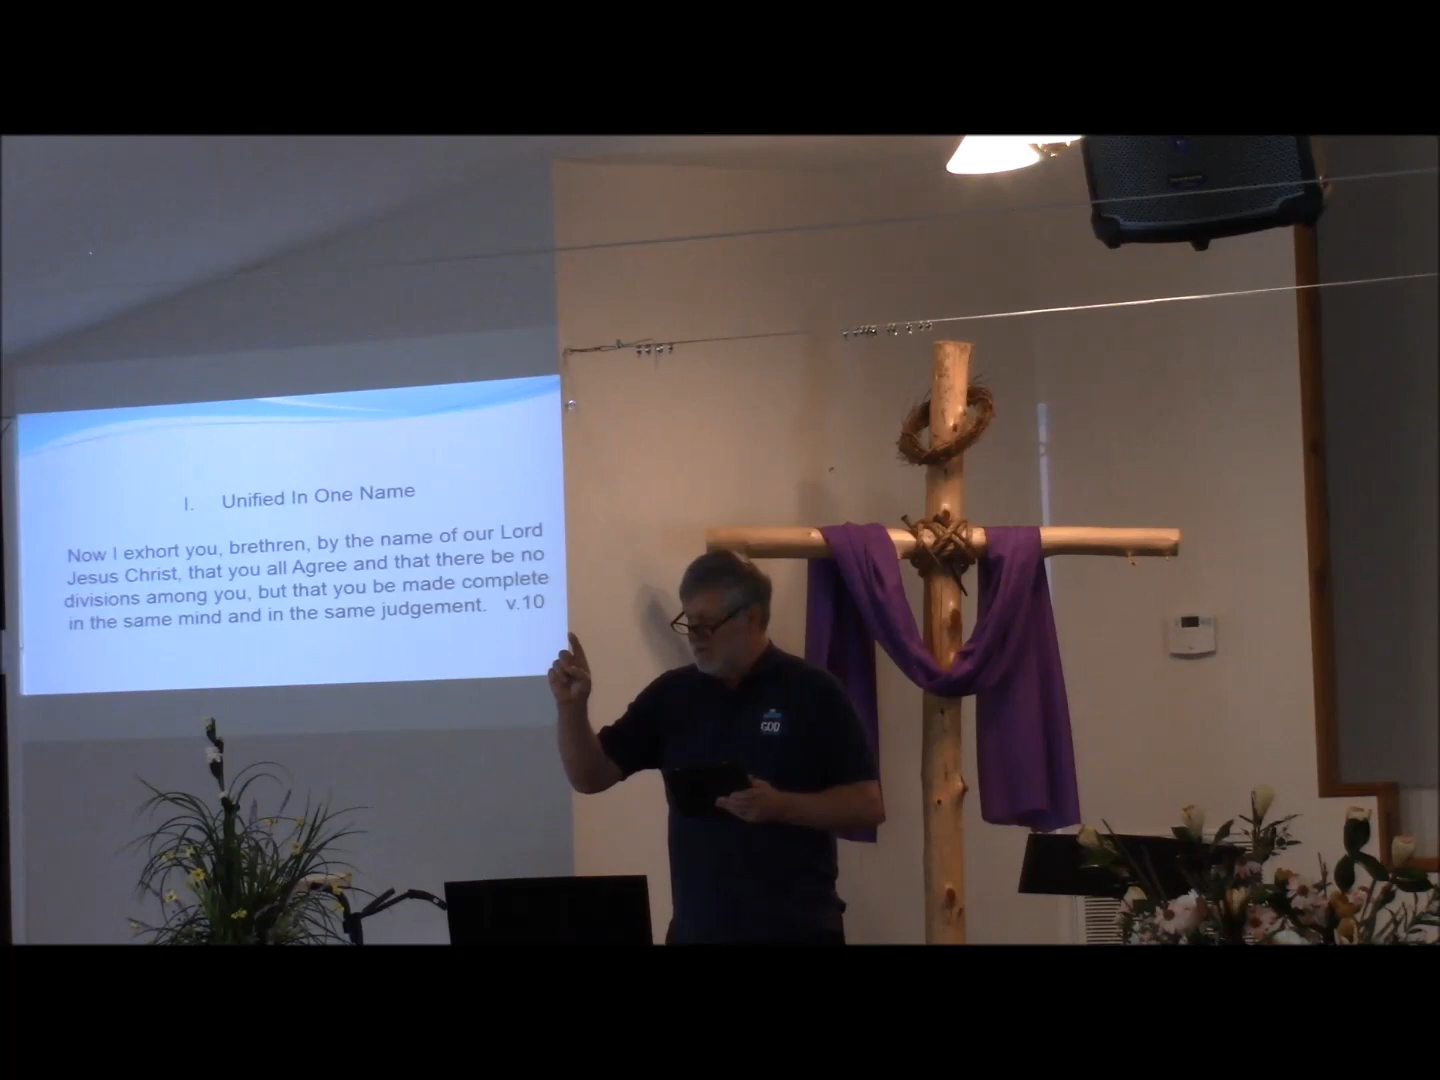 I. Unified In One Name
Now I exhort you, brethren, by the name of our Lord
Jesus Christ, that you all Agree and that there be no
divisions among you, but that you be made complete
in the same mind and in the same judgement. v.10
GOD